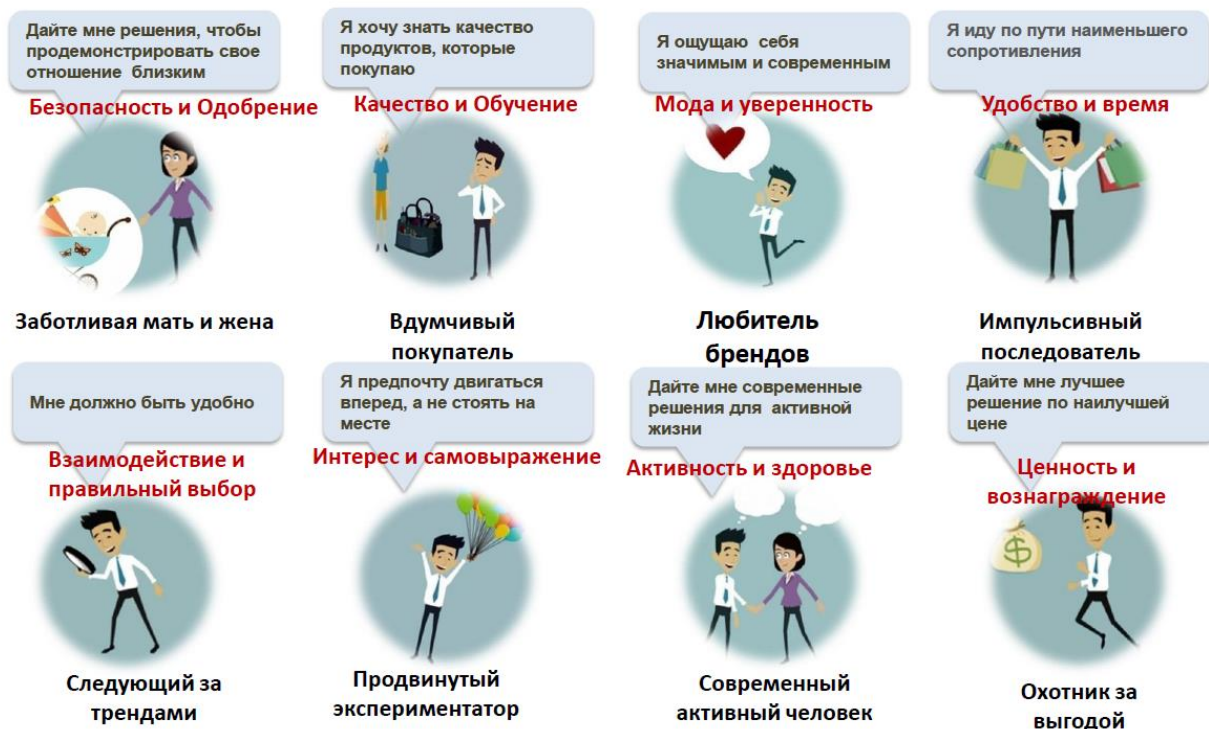 Дайте мне решения, чтобы
продемонстрировать свое
отношение близким
Безопасность и Одобрение
Заботливая мать и жена
Я хочу знать качество
продуктов, которые
покупаю
Качество и Обучение
Вдумчивый
покупатель
Я ощущаю себя
значимым и современным
Мода и уверенность
Любитель
брендов
Я иду по пути наименьшего
сопротивления
Удобство и время
Импульсивный
последователь
Мне должно быть удобно
Взаимодействие и
правильный выбор
Следующий за
трендами
Я предпочту двигаться
вперед, а не стоять на
месте
Интерес и самовыражение
Продвинутый
экспериментатор
Дайте мне современные
решения для активной
жизни
Активность и здоровье
Современный
активный человек
Дайте мне лучшее
решение по наилучшей
цене
Ценность и
вознаграждение
$
Охотник за
выгодой